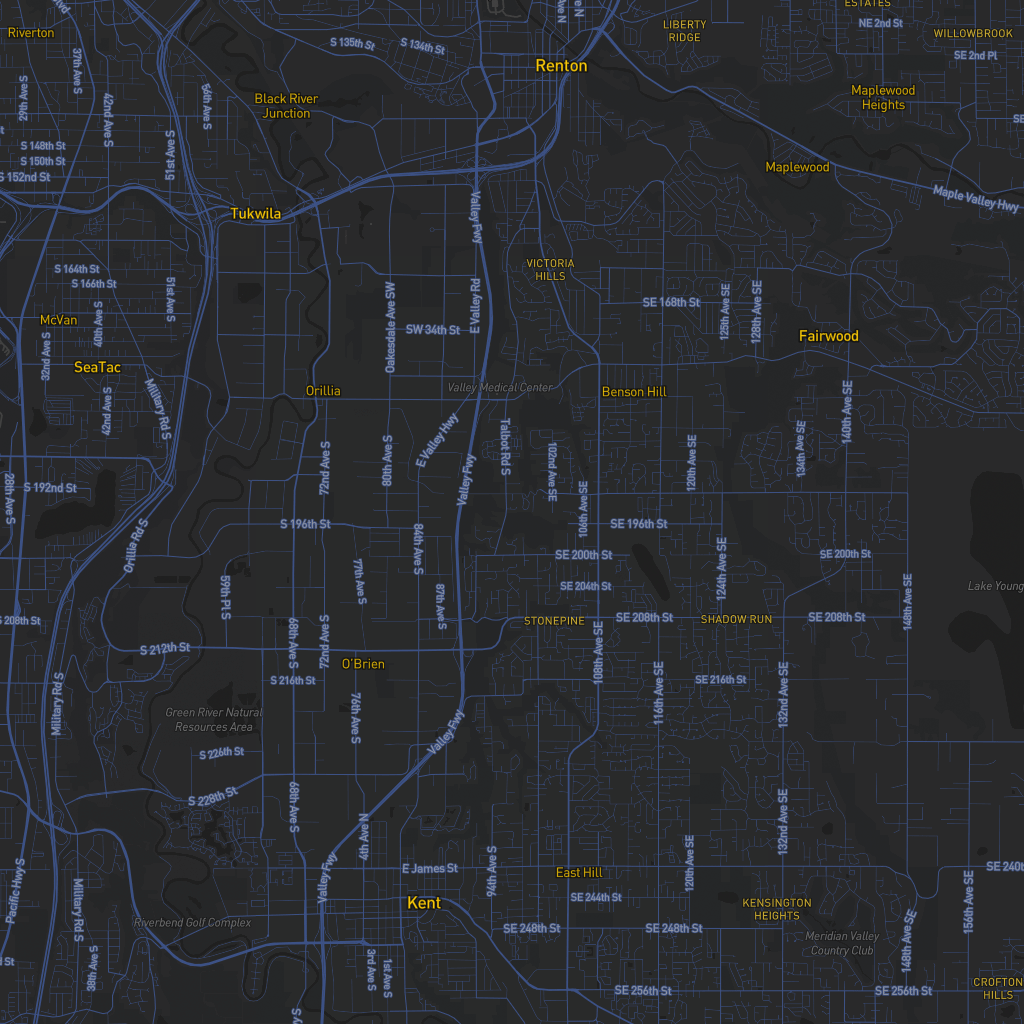 ESTATES
Ave N
e N
Blvd
Riverton
LIBERTY
RIDGE
NE 2nd St
WILLOWBROOK
S 135th St
S 134th St
SE 2nd Pl
Renton
37th Ave S
29th Ave S
42nd Ave S
56th Ave S
Black River
Junction
Maplewood
Heights
SE
51st Ave S
S 148th St
S 150th St
S 152nd St
Maplewood
Maple Valley Hwy
Tukwila
Valley Fwy
S 164th St
S 166th St
51st Ave S
VICTORIA
HILLS
40th Ave S
McVan
32nd Ave S
SeaTac
42nd Ave S
Military Rd S
Oakesdale Ave SW
E Valley Rd
SW 34th St
SE 168th St
125th Ave SE
128th Ave SE
Fairwood
Orillia
Valley Medical Center
Benson Hill
140th Ave SE
E Valley Hwy
Talbot Rd S
72nd Ave S
80th Ave S
Valley Fwy
102nd Ave SE
120th Ave SE
134th Ave SE
28th Ave S
S 192nd St
106th Ave SE
S 196th St
SE 196th St
Orillia Rd S
84th Ave S
SE 200th St
SE 200th St
124th Ave SE
59th Pl S
77th Ave S
87th Ave S
SE 204th St
Lake Young
148th Ave SE
S 208th St
STONEPINE
SE 208th St
SHADOW RUN
SE 208th St
68th Ave S
72nd Ave S
S 212th St
O'Brien
108th Ave SE
S 216th St
SE 216th St
Military Rd S
76th Ave S
116th Ave SE
132nd Ave SE
Green River Natural
Resources Area
Valley Fwy
S 226th St
S 228th St
68th Ave S
132nd Ave SE
4th Ave N
Valley Fwy
E James St
94th Ave S
East Hill
120th Ave SE
SE 240t
Pacific Hwy S
Military Rd S
Kent
SE 244th St
KENSINGTON
HEIGHTS
156th Ave SE
148th Ave SE
Riverbend Golf Complex
SE 248th St
SE 248th St
Meridian Valley
Country Club
38th Ave S
3rd Ave S
1st Ave S
SE 256th St
SE 256th St
CROFTON
HILLS